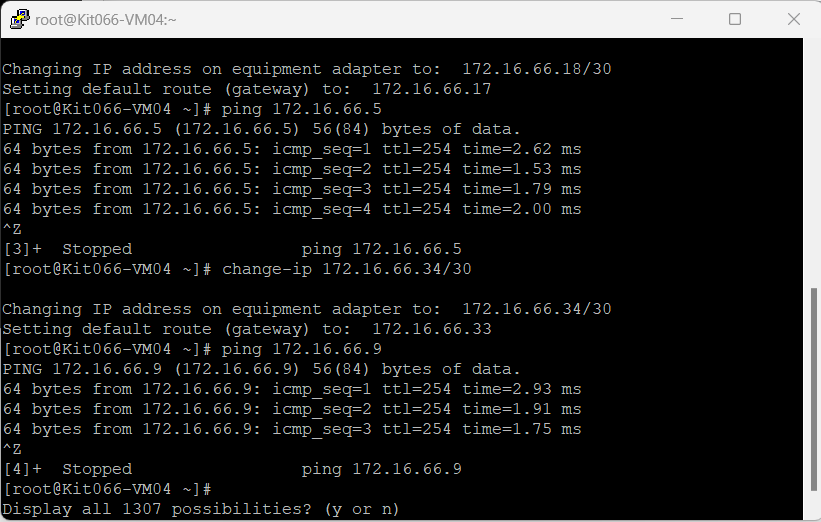 root@Kit066-VM04:~
Changing IP address on equipment adapter to:  172.16.66.18/30
Setting default route (gateway) to:  172.16.66.17
[root@Kit066-VM04 ~]# ping 172.16.66.5
PING 172.16.66.5 (172.16.66.5) 56(84) bytes of data.
64 bytes from 172.16.66.5: icmp_seq=1 ttl=254 time=2.62 ms
64 bytes from 172.16.66.5: icmp_seq=2 ttl=254 time=1.53 ms
64 bytes from 172.16.66.5: icmp_seq=3 ttl=254 time=1.79 ms
64 bytes from 172.16.66.5: icmp_seq=4 ttl=254 time=2.00 ms
^Z
[3]+  Stopped                 ping 172.16.66.5
[root@Kit066-VM04 ~]# change-ip 172.16.66.34/30
Changing IP address on equipment adapter to:  172.16.66.34/30
Setting default route (gateway) to:  172.16.66.33
[root@Kit066-VM04 ~]# ping 172.16.66.9
PING 172.16.66.9 (172.16.66.9) 56(84) bytes of data.
64 bytes from 172.16.66.9: icmp_seq=1 ttl=254 time=2.93 ms
64 bytes from 172.16.66.9: icmp_seq=2 ttl=254 time=1.91 ms
64 bytes from 172.16.66.9: icmp_seq=3 ttl=254 time=1.75 ms
^Z
[4]+  Stopped                 ping 172.16.66.9
[root@Kit066-VM04 ~]#
Display all 1307 possibilities? (y or n)